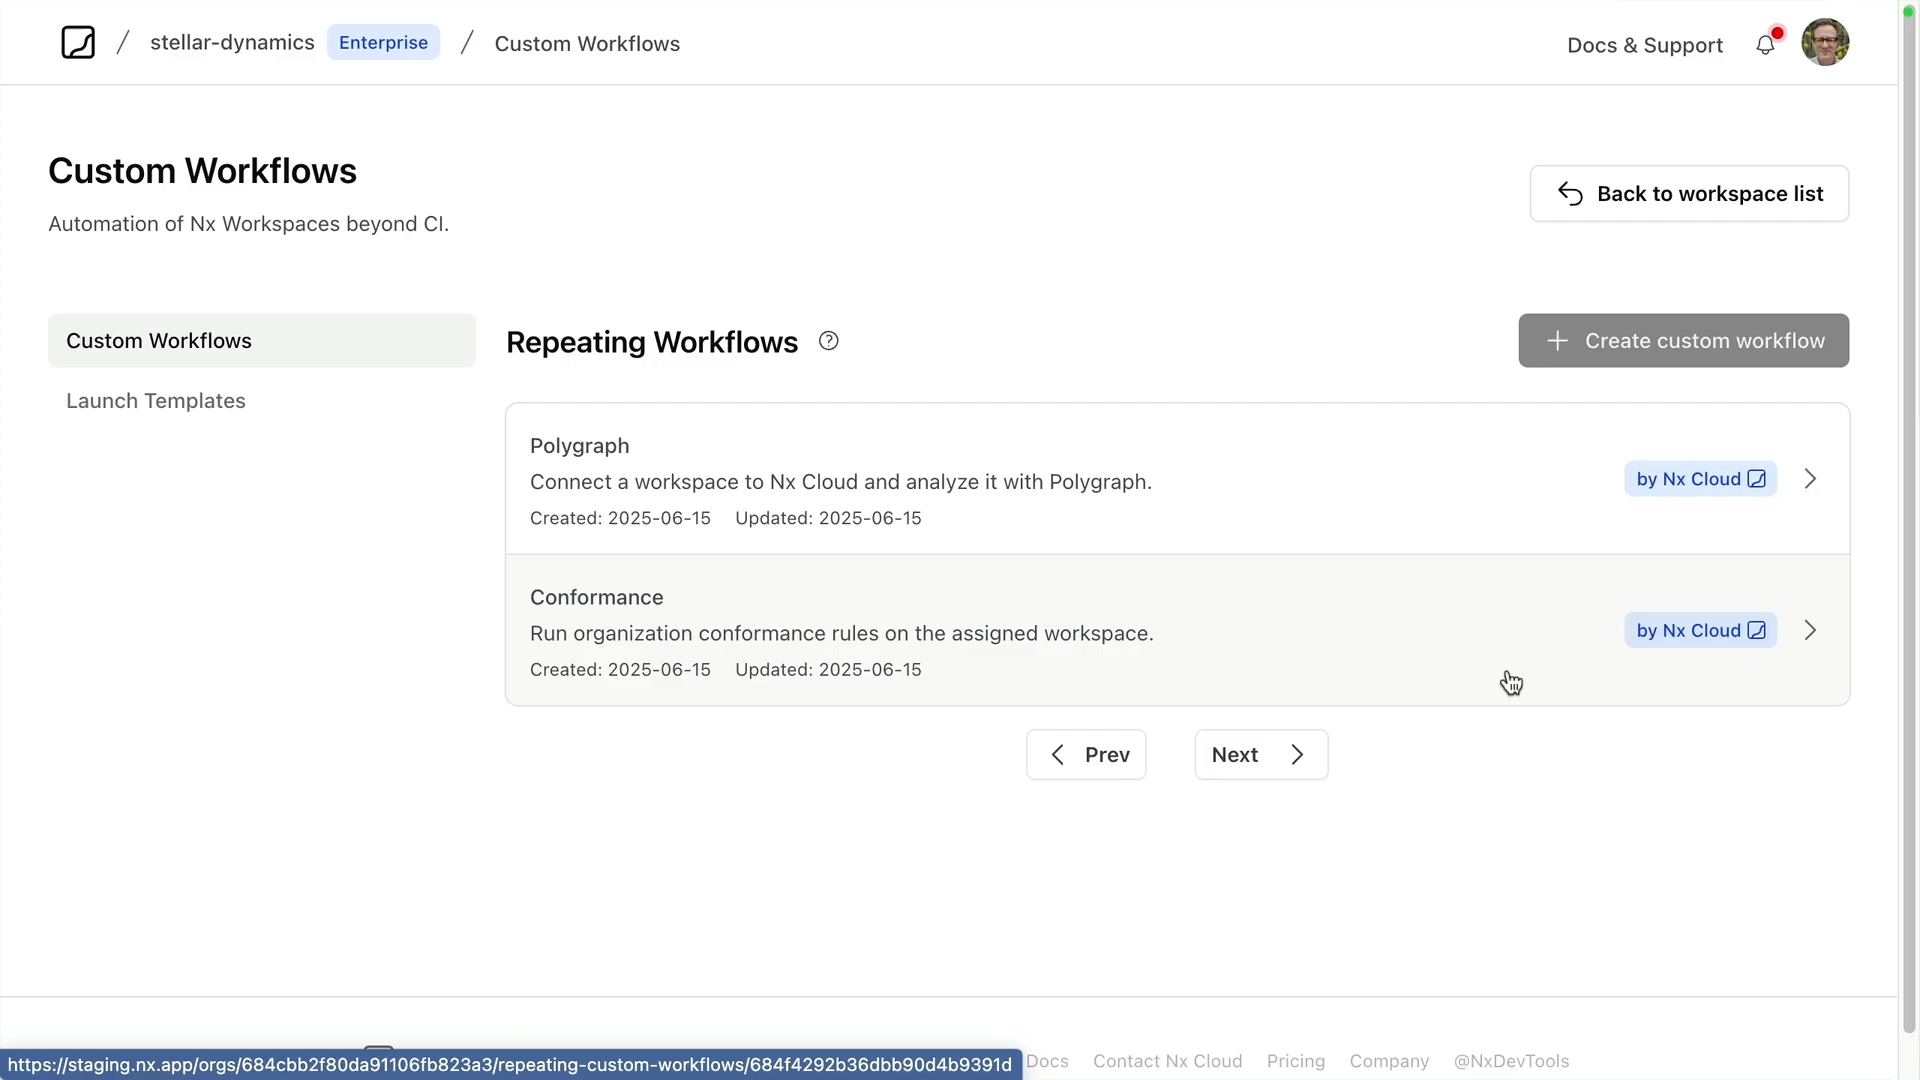 / stellar-dynamics Enterprise / Custom Workflows
Docs & Support
Custom Workflows
Automation of Nx Workspaces beyond CI.
Back to workspace list
Custom Workflows
Launch Templates
Repeating Workflows
+ Create custom workflow
Polygraph
Connect a workspace to Nx Cloud and analyze it with Polygraph.
Created: 2025-06-15 Updated: 2025-06-15
by Nx Cloud
Conformance
Run organization conformance rules on the assigned workspace.
Created: 2025-06-15 Updated: 2025-06-15
by Nx Cloud
Prev
Next
https://staging.nx.app/orgs/684cbb2f80da91106fb823a3/repeating-custom-workflows/684f4292b36dbb90d4b9391d
Docs Contact Nx Cloud Pricing Company @NxDevTools